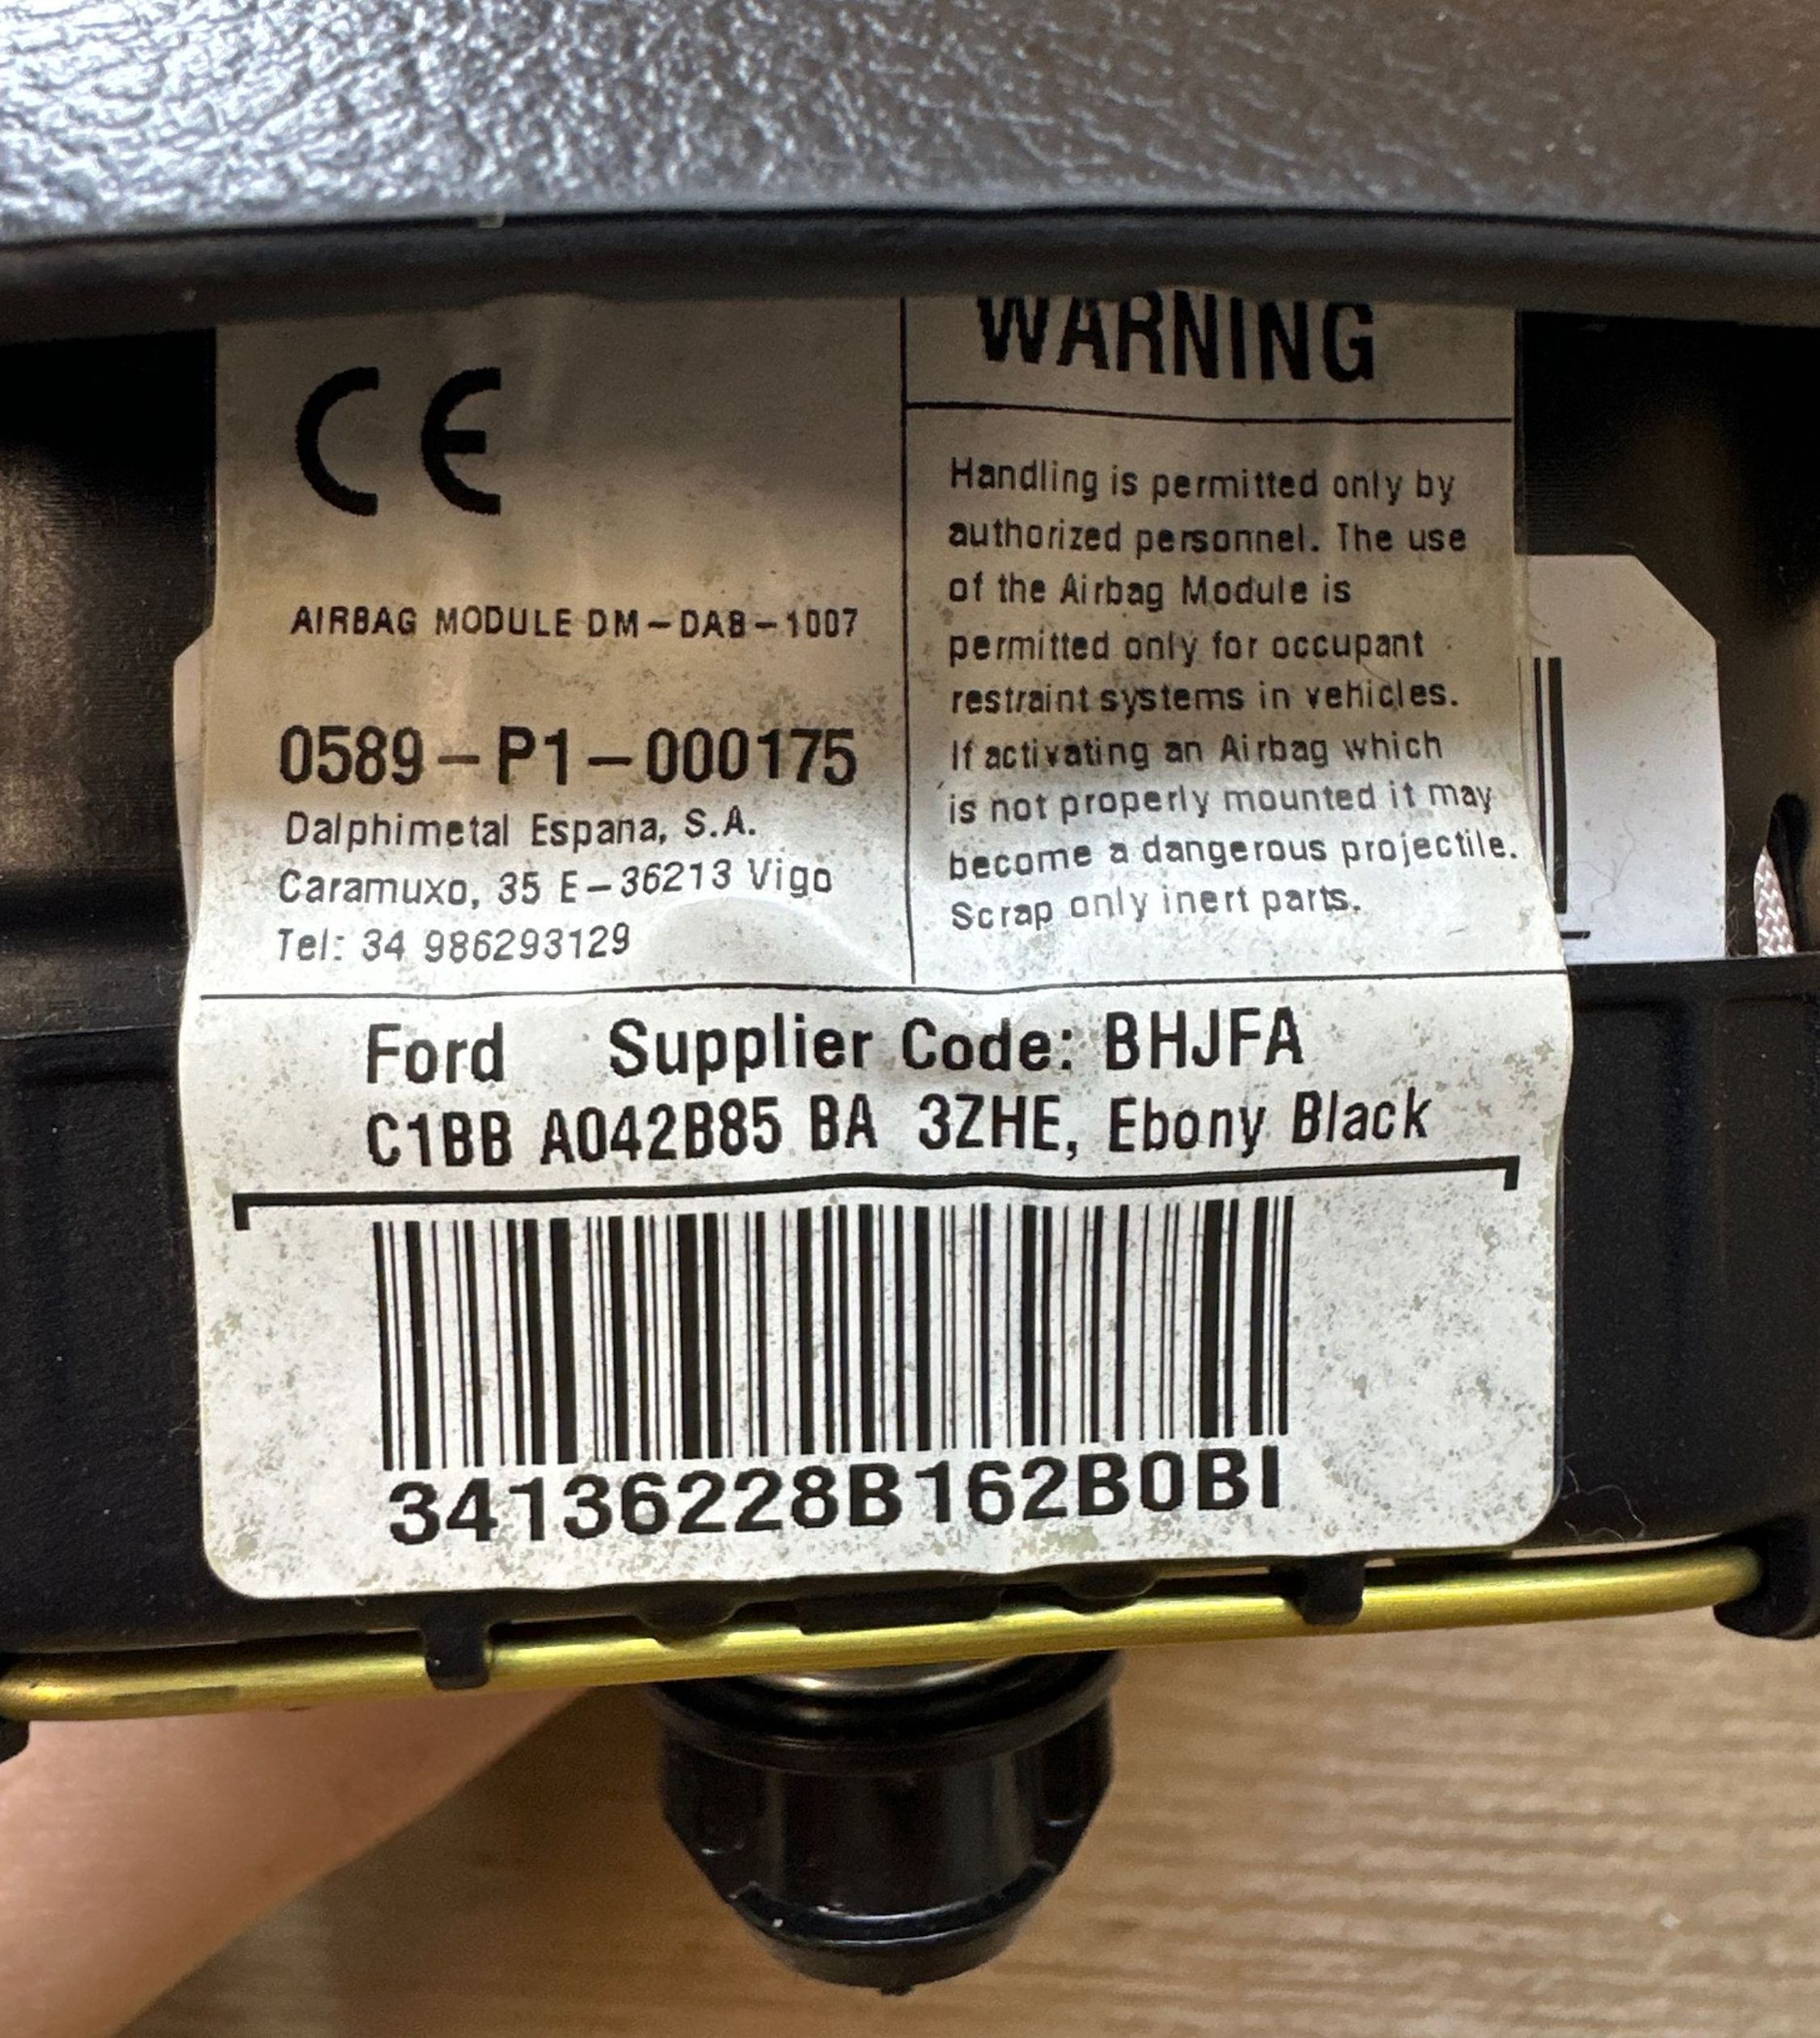 CE
AIRBAG MODULE DM-DAB-1007
0589-P1-000175
Dalphimetal Espana, S.A.
Caramuxo, 35 E-36213 Vigo
Tel: 34 986293129
WARNING
Handling is permitted only by
authorized personnel. The use
of the Airbag Module is
permitted only for occupant
restraint systems in vehicles.
If activating an Airbag which
is not properly mounted it may
become a dangerous projectile.
Scrap only inert parts.
Ford Supplier Code: BHJFA
C1BB A042B85 BA 3ZHE, Ebony Black
34136228B162B0BI